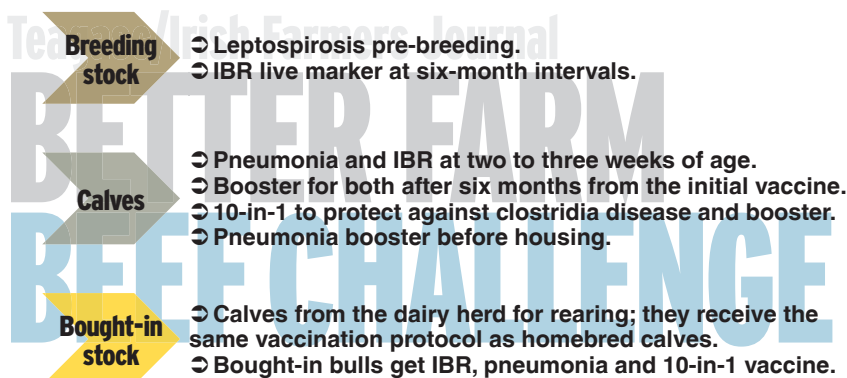 Teagasc/Irish Farmers Journal
BETTER FARM
BEEF CHALLENGE
Breeding
stock
➲ Leptospirosis pre-breeding.
➲ IBR live marker at six-month intervals.
Calves
➲ Pneumonia and IBR at two to three weeks of age.
➲ Booster for both after six months from the initial vaccine.
➲ 10-in-1 to protect against clostridia disease and booster.
➲ Pneumonia booster before housing.
Bought-in
stock
➲ Calves from the dairy herd for rearing; they receive the
same vaccination protocol as homebred calves.
➲ Bought-in bulls get IBR, pneumonia and 10-in-1 vaccine.